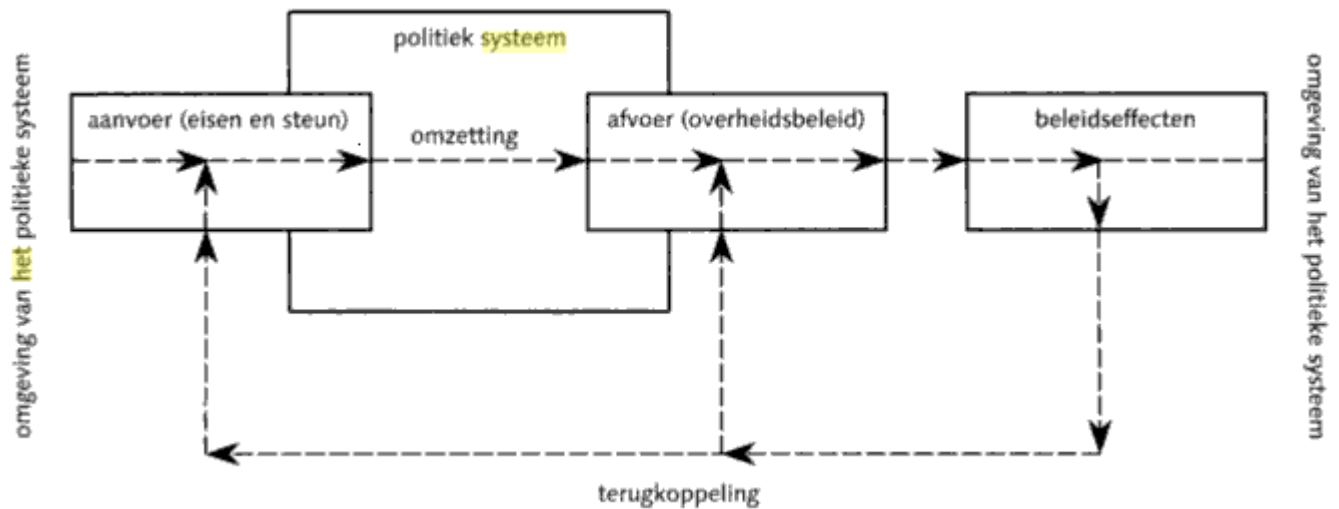 omgeving van het politieke systeem
politiek systeem
aanvoer (eisen en steun)
omzetting
afvoer (overheidsbeleid)
beleidseffecten
omgeving van het politieke systeem
terugkoppeling